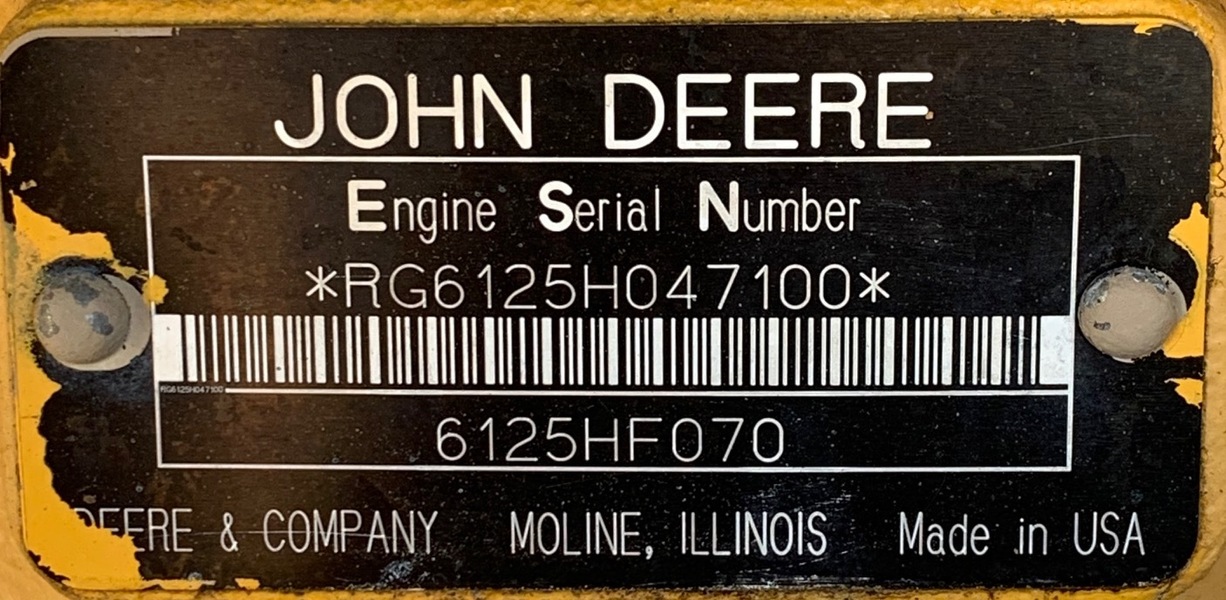 JOHN DEERE
Engine Serial Number
*RG6125H047100*
RG6125H047100
6125HF070
DEERE & COMPANY MOLINE, ILLINOIS Made in USA